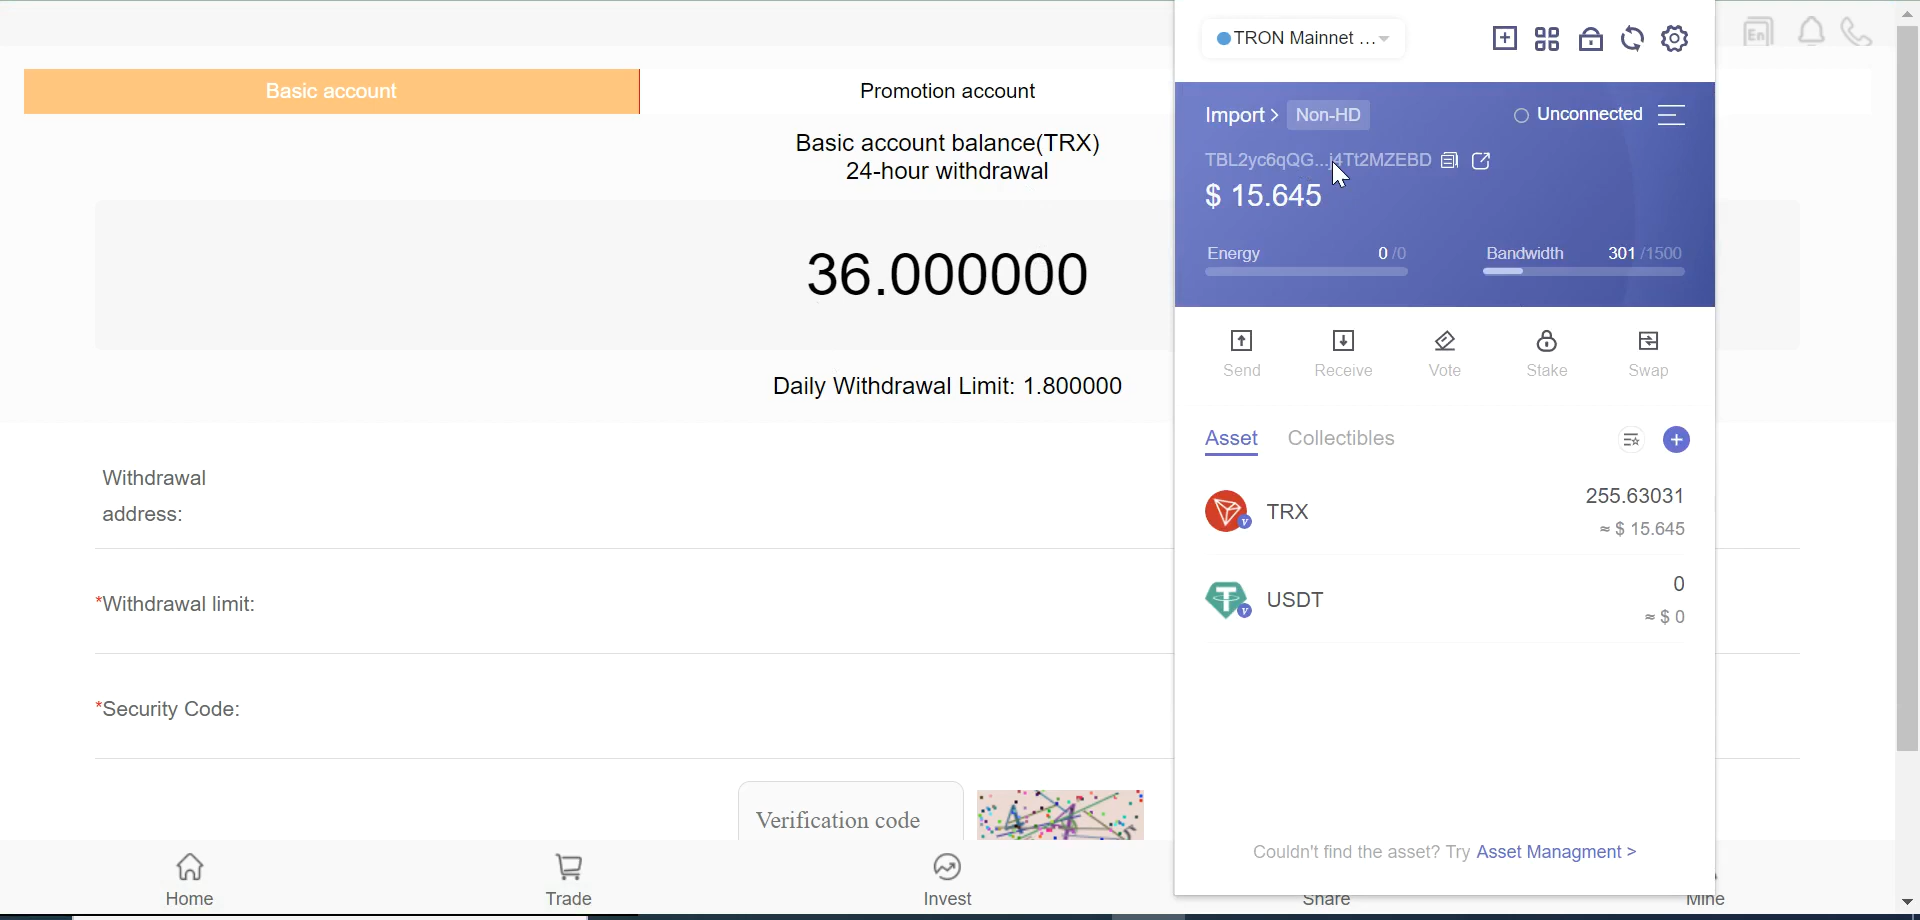 Basic account
Promotion account
Basic account balance(TRX)
24-hour withdrawal
36.000000
Daily Withdrawal Limit: 1.800000
Withdrawal
address:
*Withdrawal limit:
*Security Code:
Verification code
Home
Trade
Invest
Share
Mine
En
TRON Mainnet ...
Import > Non-HD
Unconnected
TBL2yc6qQG...j4Tt2MZEBD
$ 15.645
Energy 0 /0
Bandwidth 301 /1500
Send Receive Vote Stake Swap
Asset Collectibles
TRX 255.63031
≈ $ 15.645
USDT 0
≈ $ 0
Couldn't find the asset? Try Asset Managment >